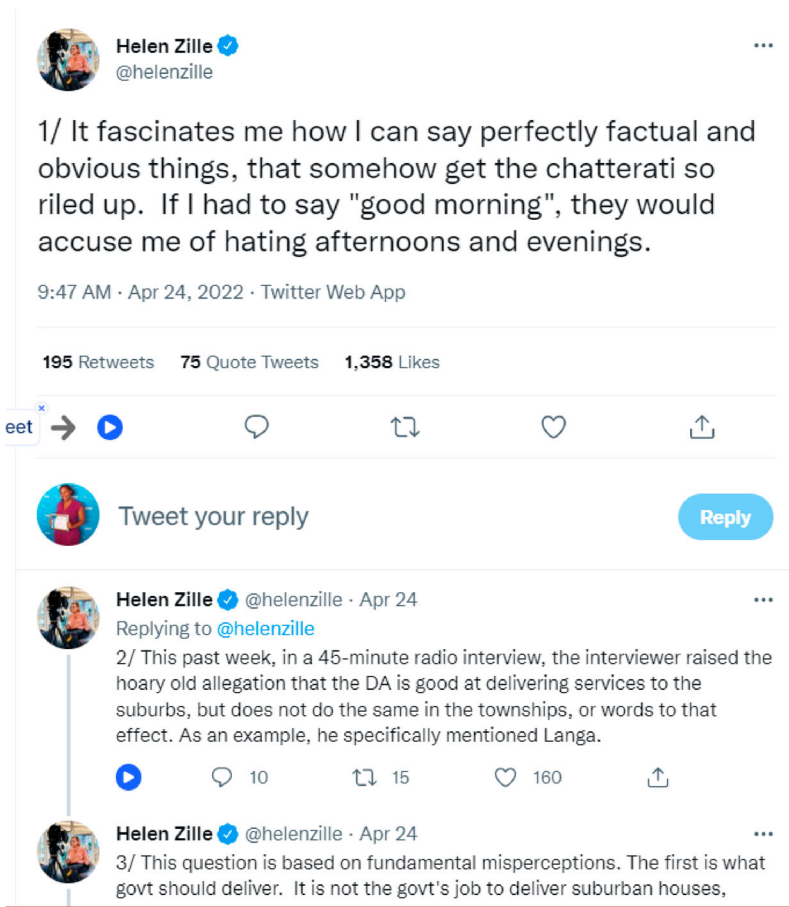 Helen Zille
@helenzille
1/ It fascinates me how I can say perfectly factual and
obvious things, that somehow get the chatterati so
riled up.  If I had to say "good morning", they would
accuse me of hating afternoons and evenings.
9:47 AM · Apr 24, 2022 · Twitter Web App
195 Retweets 75 Quote Tweets 1,358 Likes
eet
Tweet your reply
Reply
Helen Zille @helenzille · Apr 24
Replying to @helenzille
2/ This past week, in a 45-minute radio interview, the interviewer raised the
hoary old allegation that the DA is good at delivering services to the
suburbs, but does not do the same in the townships, or words to that
effect. As an example, he specifically mentioned Langa.
10 15 160
Helen Zille @helenzille · Apr 24
3/ This question is based on fundamental misperceptions. The first is what
govt should deliver.  It is not the govt's job to deliver suburban houses,